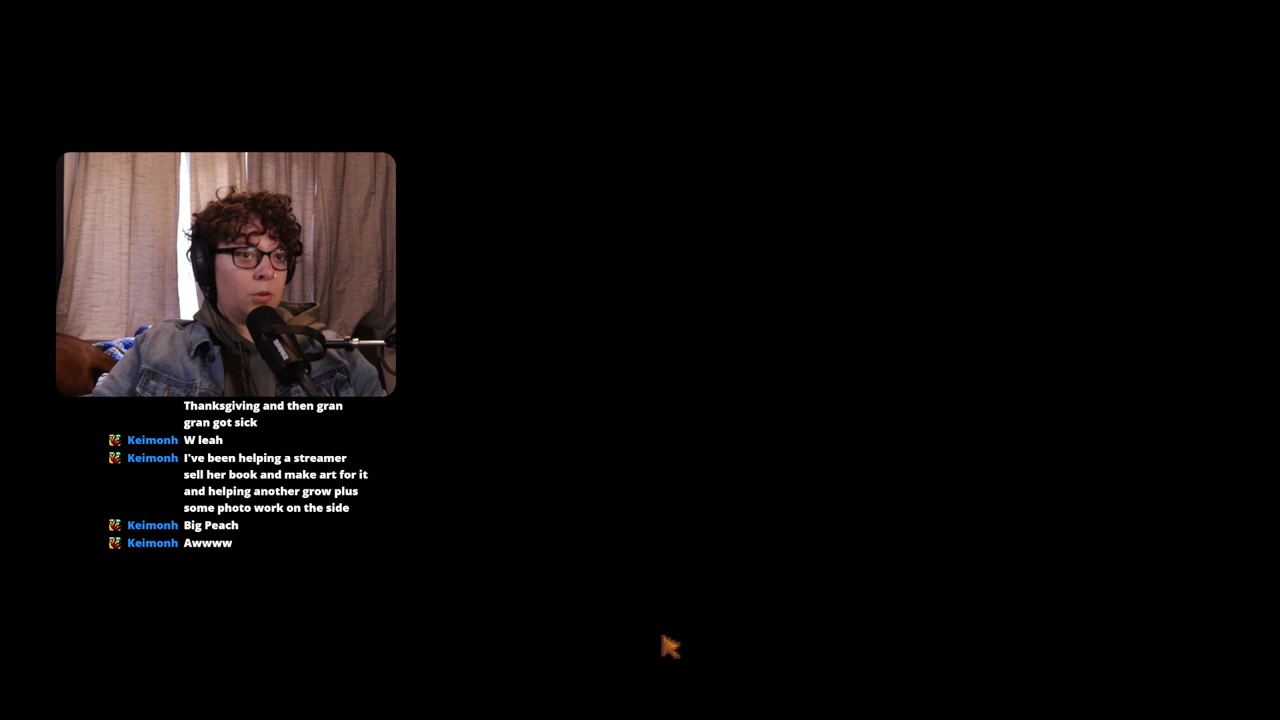 Thanksgiving and then gran
gran got sick
Keimonh W leah
Keimonh I've been helping a streamer
sell her book and make art for it
and helping another grow plus
some photo work on the side
Keimonh Big Peach
Keimonh Awwww